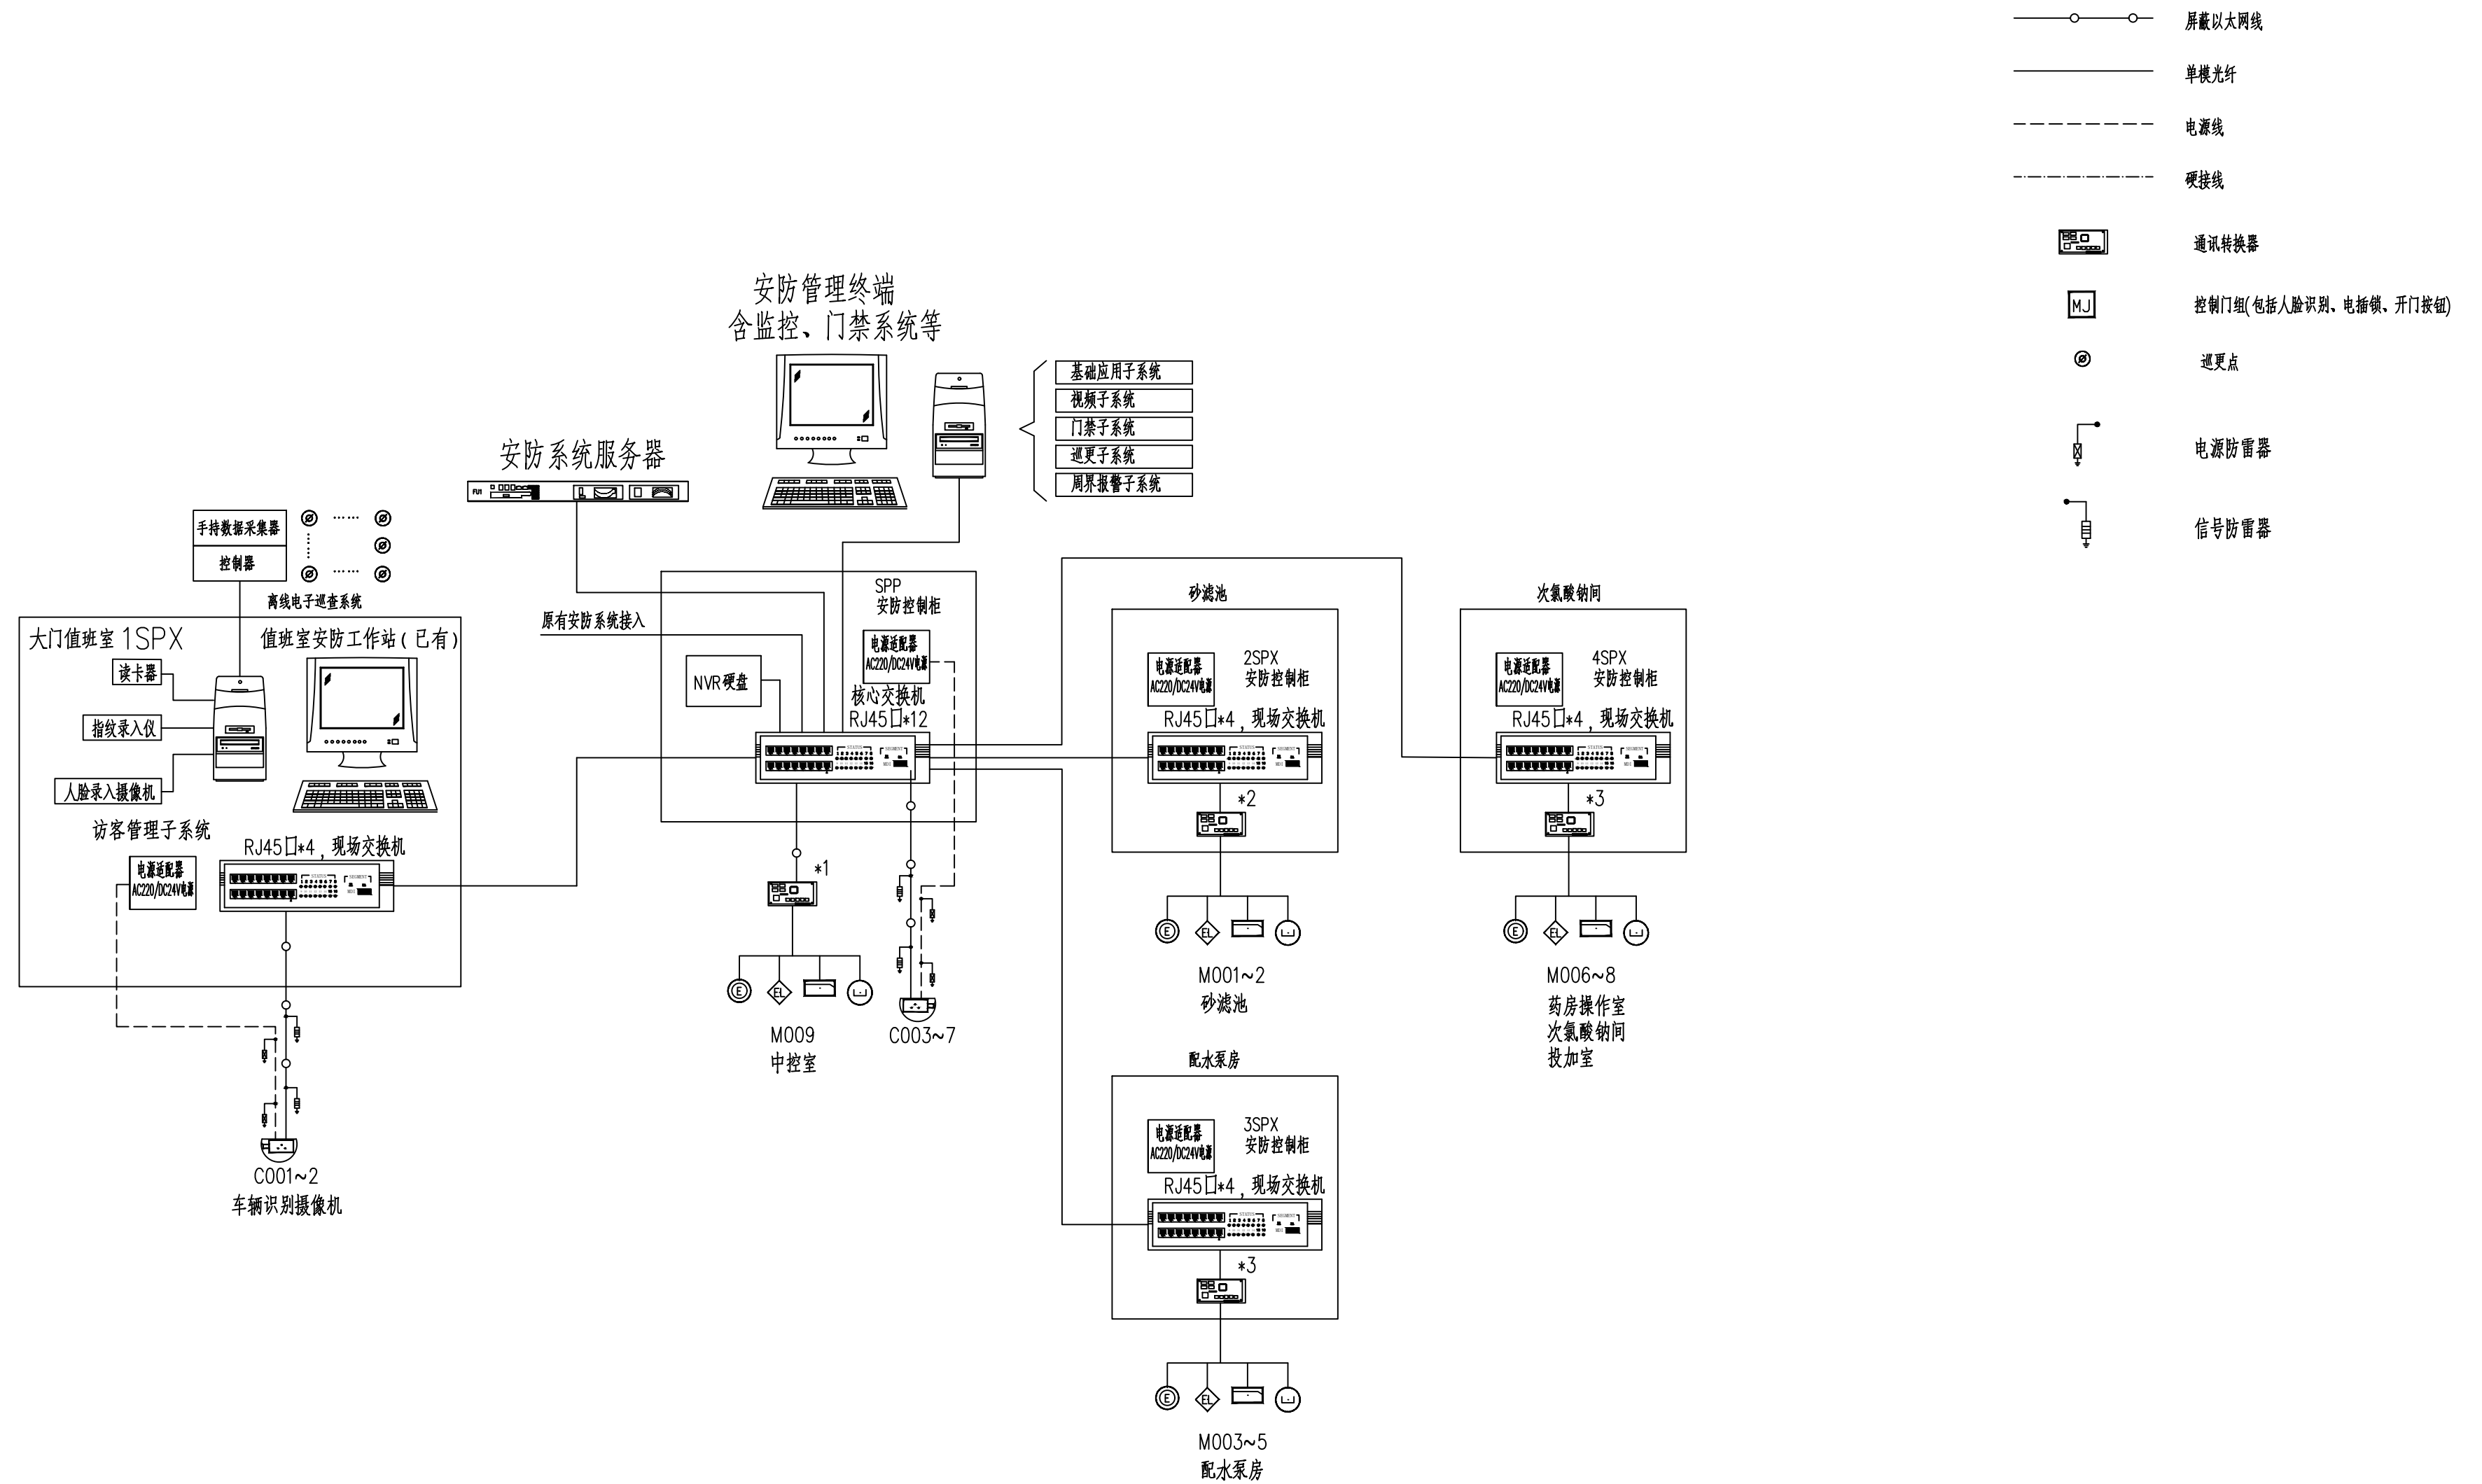 屏蔽以太网线
单模光纤
电源线
硬接线
通讯转换器
MJ
控制门组(包括人脸识别、电插锁、开门按钮)
巡更点
电源防雷器
信号防雷器
安防管理终端
含监控、门禁系统等
基础应用子系统
视频子系统
门禁子系统
巡更子系统
周界报警子系统
安防系统服务器
FU1
手持数据采集器
控制器
离线电子巡查系统
大门值班室 1SPX
值班室安防工作站(已有)
读卡器
指纹录入仪
人脸录入摄像机
访客管理子系统
RJ45口*4，现场交换机
电源适配器
AC220/DC24V电源
STATUS
SEGMENT
C001~2
车辆识别摄像机
原有安防系统接入
SPP
安防控制柜
电源适配器
AC220/DC24V电源
NVR硬盘
核心交换机
RJ45口*12
STATUS
SEGMENT
*1
E
EL
M009
中控室
C003~7
砂滤池
2SPX
安防控制柜
电源适配器
AC220/DC24V电源
RJ45口*4，现场交换机
STATUS
SEGMENT
*2
E
EL
M001~2
砂滤池
次氯酸钠间
4SPX
安防控制柜
电源适配器
AC220/DC24V电源
RJ45口*4，现场交换机
STATUS
SEGMENT
*3
E
EL
M006~8
药房操作室
次氯酸钠间
投加室
配水泵房
3SPX
安防控制柜
电源适配器
AC220/DC24V电源
RJ45口*4，现场交换机
STATUS
SEGMENT
*3
E
EL
M003~5
配水泵房